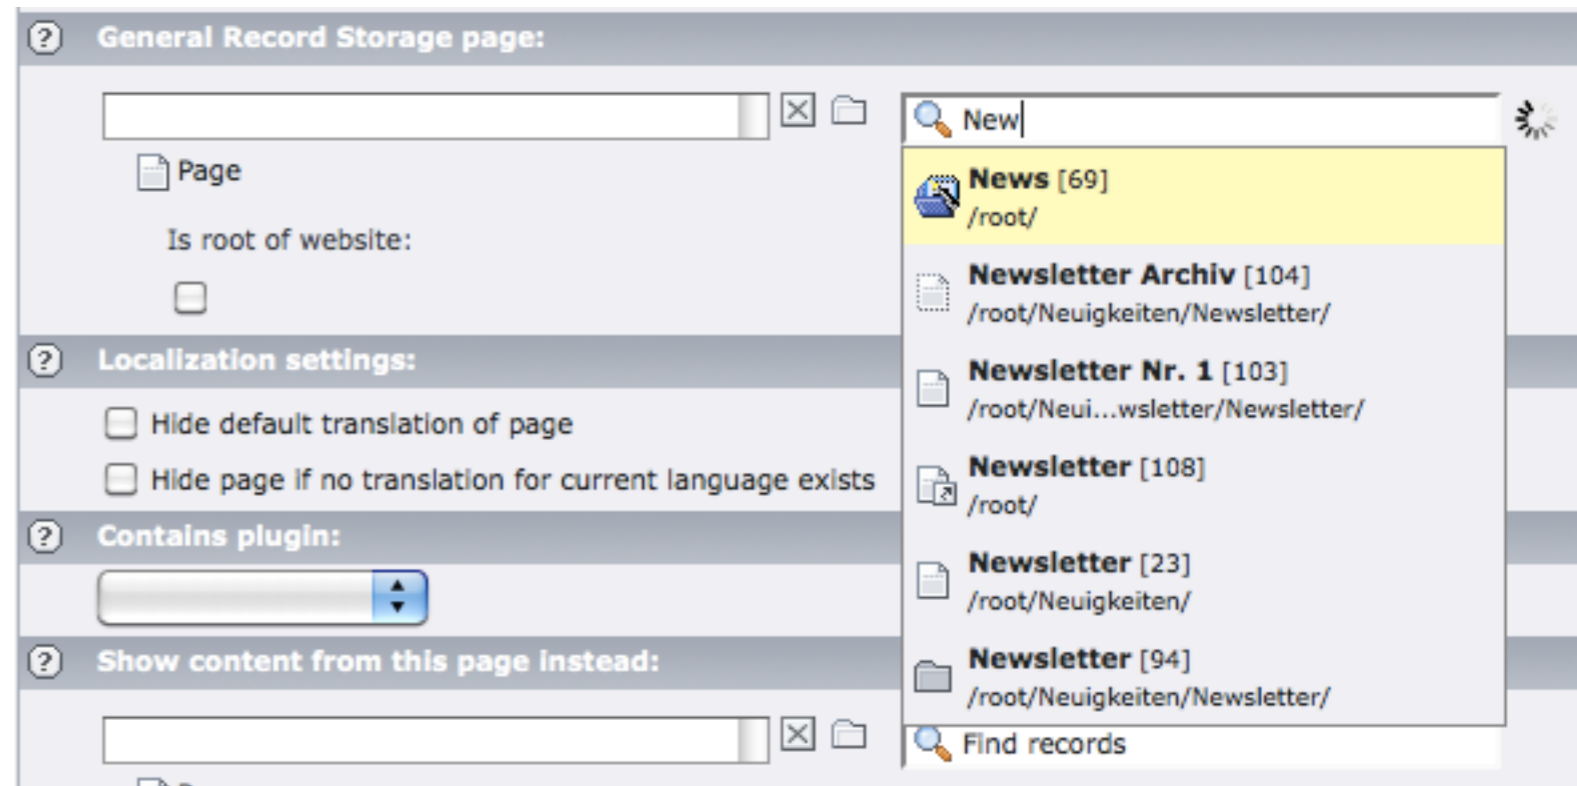 General Record Storage page:
New
Page
Is root of website:
News [69]
/root/
Newsletter Archiv [104]
/root/Neuigkeiten/Newsletter/
Newsletter Nr. 1 [103]
/root/Neui...wsletter/Newsletter/
Newsletter [108]
/root/
Newsletter [23]
/root/Neuigkeiten/
Newsletter [94]
/root/Neuigkeiten/Newsletter/
Localization settings:
Hide default translation of page
Hide page if no translation for current language exists
Contains plugin:
Show content from this page instead:
Find records